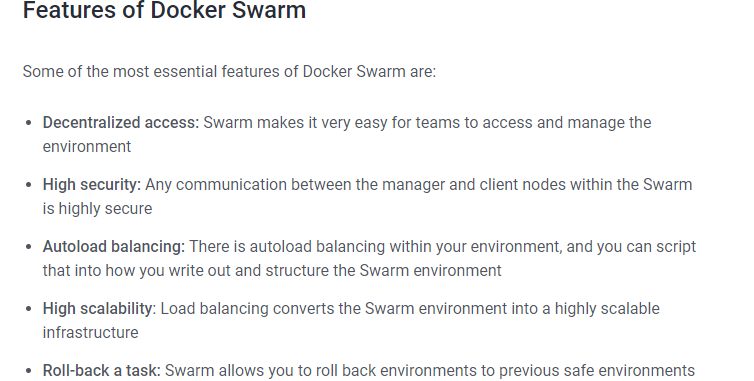 Features of Docker Swarm
Some of the most essential features of Docker Swarm are:
• Decentralized access: Swarm makes it very easy for teams to access and manage the
environment
• High security: Any communication between the manager and client nodes within the Swarm
is highly secure
• Autoload balancing: There is autoload balancing within your environment, and you can script
that into how you write out and structure the Swarm environment
• High scalability: Load balancing converts the Swarm environment into a highly scalable
infrastructure
• Roll-back a task: Swarm allows you to roll back environments to previous safe environments